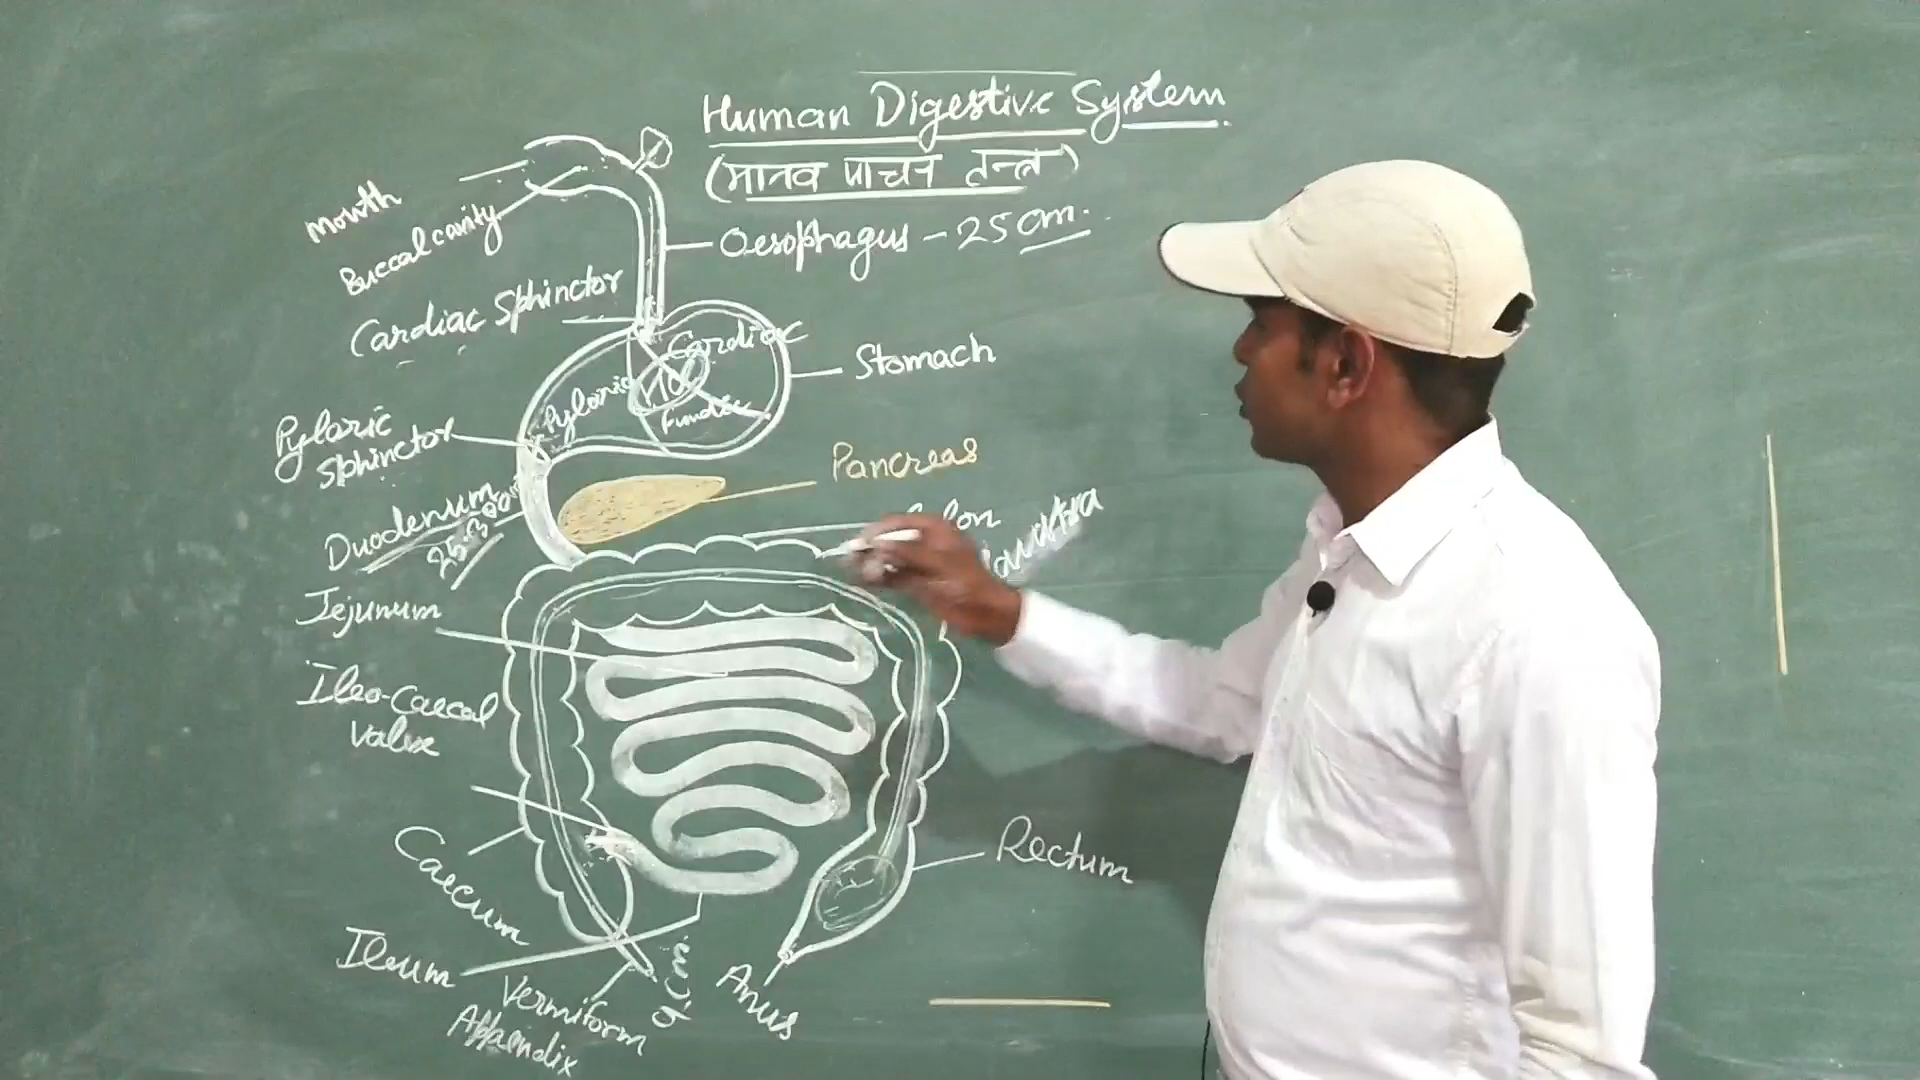 Human Digestive System
(मानव पाचन तन्त्र)
Mouth
Buccal cavity
Oesophagus - 25 cm.
Cardiac Sphinctor
Cardiac
Stomach
Pyloric
Fundic
Pyloric
Sphinctor
Pancreas
Duodenum
Colon
Jejunum
Ileo-Caecal
Valve
Caecum
Rectum
Ileum
Anus
Vermiform
Appendix